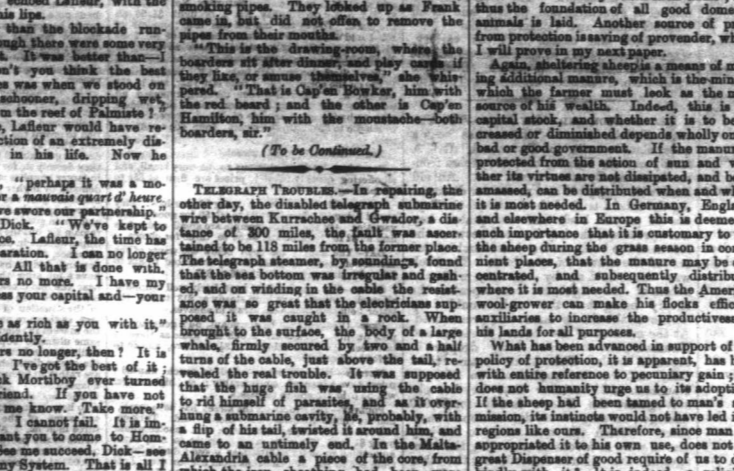 his lips.
than the blockade run-
ough there were some very
It was better than—I
on't you think the best
es was when we stood on
schooner, dripping wet,
m the reef of Palmiste!"
Lafleur would have re-
ction of an extremely dis-
in his life. Now he
"perhaps it was a mo-
r a mauvais quart d'heure
re swore our partnership."
Dick. "We've kept to
ce. Lafleur, the time has
aration. I can no longer
All that is done with.
rs no more. I have my
ss your capital and—your
as rich as you with it,"
dently.
rs no longer, then? It is
I've got the best of it;
k Mortiboy ever turned
riend. If you have not
me know. Take more."
I cannot fail. It is im-
ant you to come to Hom-
See me succeed, Dick—see
my System. That is all I
smoking pipes. They looked up as Frank
came in, but did not offen to remove the
pipes from their mouths.
"This is the drawing-room, where the
boarders sit after dinner, and play cards if
they like, or amuse themselves," she whis-
pered. "That is Cap'en Bowker, him with
the red beard; and the other is Cap'en
Hamilton, him with the moustache—both
boarders, sir."
(To be Continued.)
TELEGRAPH TROUBLES.—In repairing, the
other day, the disabled telegraph submarine
wire between Kurrachee and Gwador, a dis-
tance of 300 miles, the fault was ascer-
tained to be 118 miles from the former place.
The telegraph steamer, by soundings, found
that the sea bottom was irregular and gash-
ed, and on winding in the cable the resist-
ance was so great that the electricians sup-
posed it was caught in a rock. When
brought to the surface, the body of a large
whale, firmly secured by two and a half
turns of the cable, just above the tail, re-
vealed the real trouble. It was supposed
that the huge fish was using the cable
to rid himself of parasites, and as it over-
hung a submarine cavity, he, probably, with
a flip of his tail, twisted it around him, and
came to an untimely end. In the Malta-
Alexandria cable a piece of the core, from
thus the foundation of all good dome
animals is laid. Another source of pr
from protection is saving of provender, wh
I will prove in my next paper.
Again, sheltering sheep is a means of m
ing additional manure, which is the min
which the farmer must look as the m
source of his wealth. Indeed, this is
capital stock, and whether it is to be
creased or diminished depends wholly on
bad or good government. If the manur
protected from the action of sun and w
ther its virtues are not dissipated, and be
amassed, can be distributed when and wh
it is most needed. In Germany, Engl
and elsewhere in Europe this is deeme
such importance that it is customary to
the sheep during the grass season in con
nient places, that the manure may be
centrated, and subsequently distribu
where it is most needed. Thus the Amer
wool-grower can make his flocks effic
auxiliaries to increase the productivenes
his lands for all purposes.
What has been advanced in support of
policy of protection, it is apparent, has b
with entire reference to pecuniary gain;
does not humanity urge us to its adopti
If the sheep had been tamed to man's
mission, its instincts would not have led i
regions like ours. Therefore, since man
appropriated it to his own use, does not
great Dispenser of good require of us to